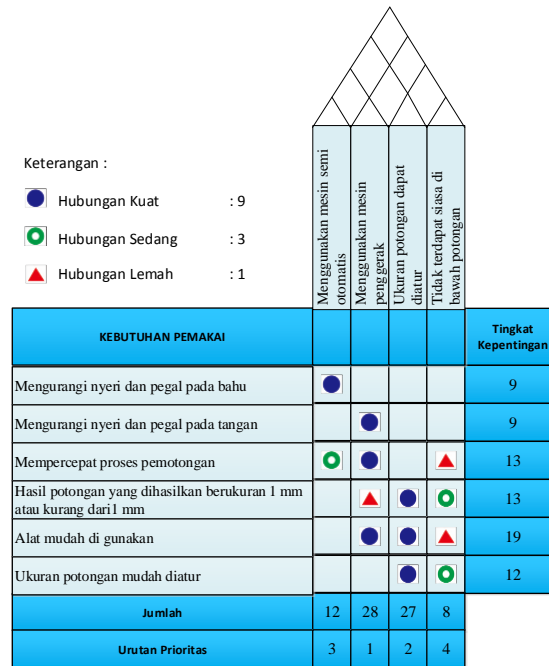 Keterangan :
Hubungan Kuat : 9
Hubungan Sedang : 3
Hubungan Lemah : 1
Menggunakan mesin semi
otomatis
Menggunakan mesin
penggerak
Ukuran potongan dapat
diatur
Tidak terdapat siasa di
bawah potongan
KEBUTUHAN PEMAKAI
Tingkat
Kepentingan
Mengurangi nyeri dan pegal pada bahu 9
Mengurangi nyeri dan pegal pada tangan 9
Mempercepat proses pemotongan 13
Hasil potongan yang dihasilkan berukuran 1 mm
atau kurang dari1 mm 13
Alat mudah di gunakan 19
Ukuran potongan mudah diatur 12
Jumlah 12 28 27 8
Urutan Prioritas 3 1 2 4